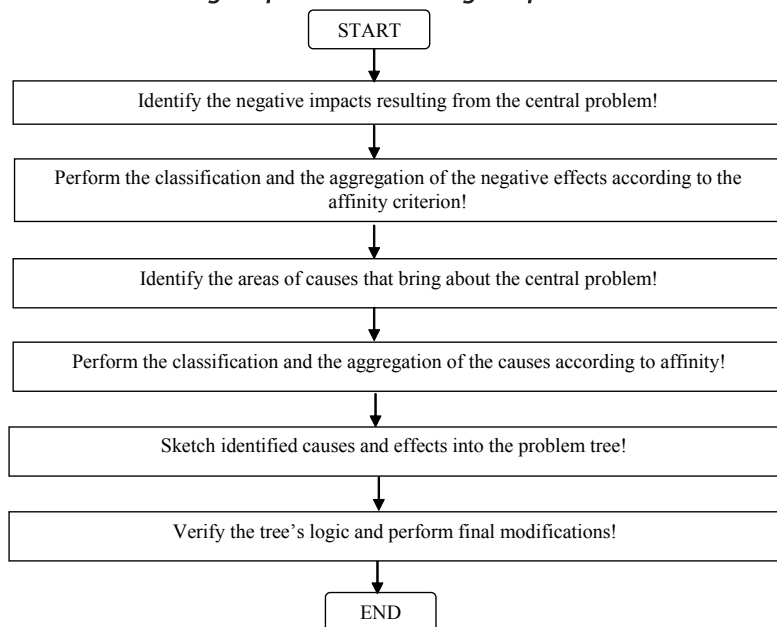 START
Identify the negative impacts resulting from the central problem!
Perform the classification and the aggregation of the negative effects according to the
affinity criterion!
Identify the areas of causes that bring about the central problem!
Perform the classification and the aggregation of the causes according to affinity!
Sketch identified causes and effects into the problem tree!
Verify the tree’s logic and perform final modifications!
END